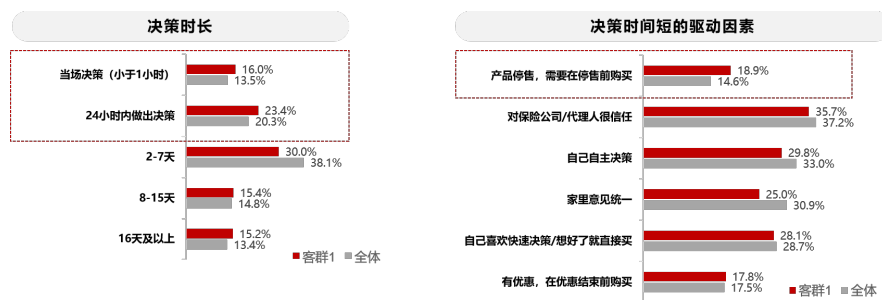 决策时长
当场决策（小于1小时）
16.0%
13.5%
24小时内做出决策
23.4%
20.3%
2-7天
30.0%
38.1%
8-15天
15.4%
14.8%
16天及以上
15.2%
13.4%
客群1
全体
决策时间短的驱动因素
产品停售，需要在停售前购买
18.9%
14.6%
对保险公司/代理人很信任
35.7%
37.2%
自己自主决策
29.8%
33.0%
家里意见统一
25.0%
30.9%
自己喜欢快速决策/想好了就直接买
28.1%
28.7%
有优惠，在优惠结束前购买
17.8%
17.5%
客群1
全体